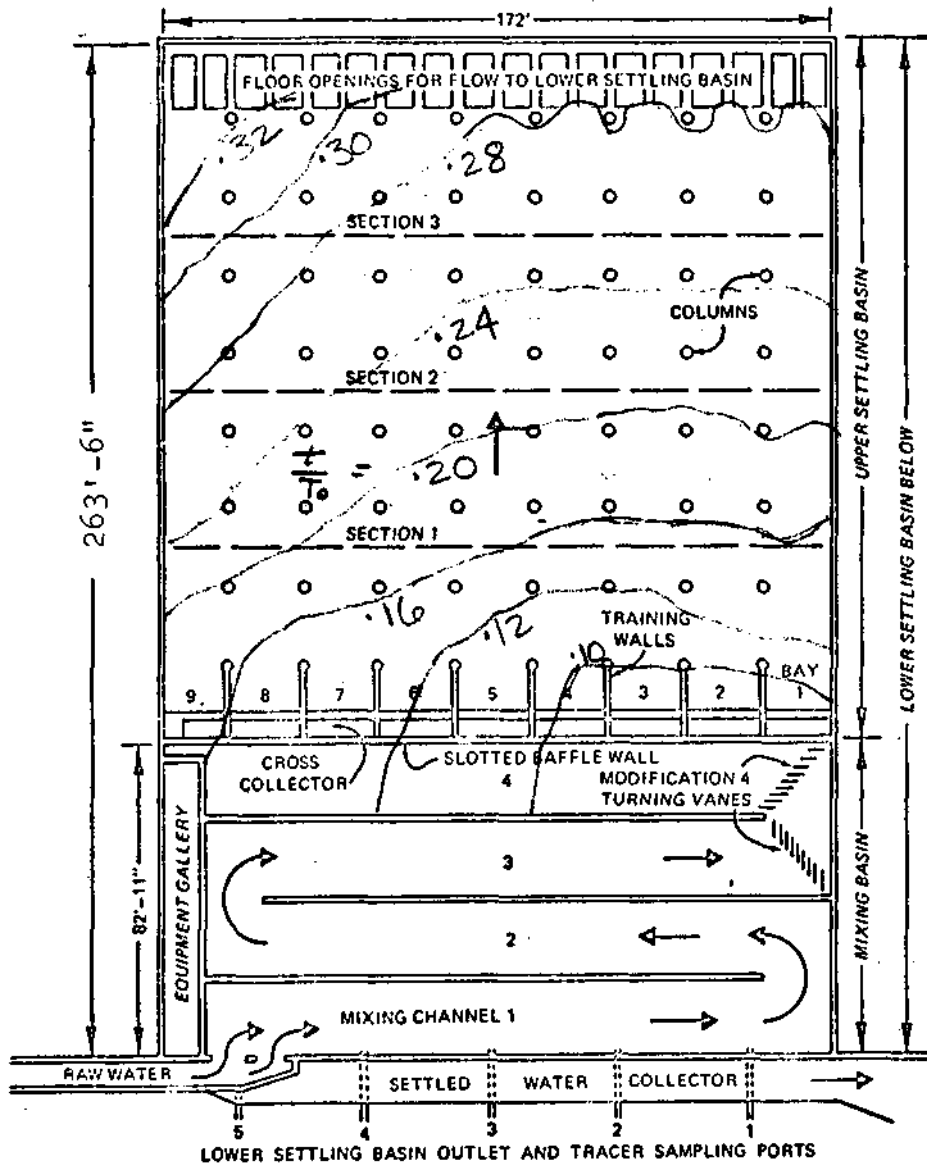 172'
FLOOR OPENINGS FOR FLOW TO LOWER SETTLING BASIN
.32
.30
.28
SECTION 3
COLUMNS
.24
SECTION 2
t/T₀ = .20
SECTION 1
.16
.12
.10
TRAINING
WALLS
BAY
9 8 7 6 5 4 3 2 1
CROSS
COLLECTOR
SLOTTED BAFFLE WALL
4
MODIFICATION 4
TURNING VANES
3
2
MIXING CHANNEL 1
EQUIPMENT GALLERY
82'-11"
263'-6"
UPPER SETTLING BASIN
MIXING BASIN
LOWER SETTLING BASIN BELOW
RAW WATER
SETTLED WATER COLLECTOR
5 4 3 2 1
LOWER SETTLING BASIN OUTLET AND TRACER SAMPLING PORTS